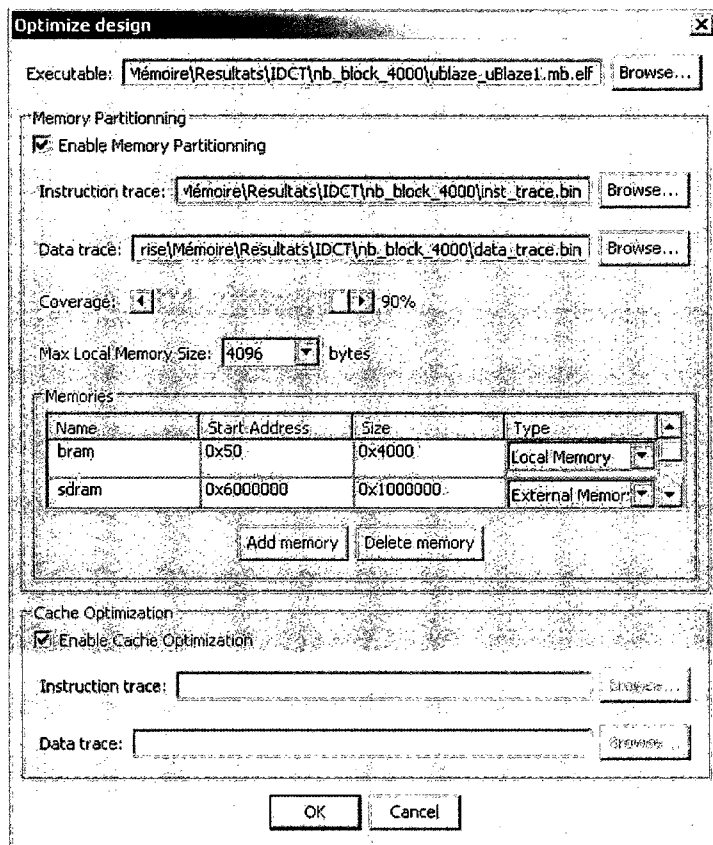 Optimize design
Executable: Mémoire\Resultats\IDCT\nb_block_4000\ublaze_uBlaze1.mb.elf Browse...
Memory Partitionning
Enable Memory Partitionning
Instruction trace: Mémoire\Resultats\IDCT\nb_block_4000\inst_trace.bin Browse...
Data trace: rise\Mémoire\Resultats\IDCT\nb_block_4000\data_trace.bin Browse...
Coverage: 90%
Max Local Memory Size: 4096 bytes
Memories
Name Start Address Size Type
bram 0x50 0x4000 Local Memory
sdram 0x6000000 0x1000000 External Memor
Add memory Delete memory
Cache Optimization
Enable Cache Optimization
Instruction trace: Browse...
Data trace: Browse...
OK Cancel